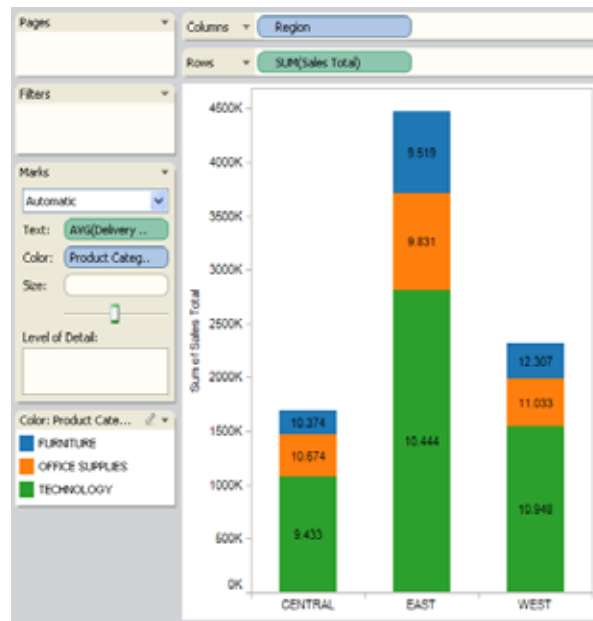 Pages
Columns Region
Rows SUM(Sales Total)
Filters
Marks
Automatic
Text: AVG(Delivery ..
Color: Product Categ..
Size:
Level of Detail:
Color: Product Cate...
FURNITURE
OFFICE SUPPLIES
TECHNOLOGY
Sum of Sales Total
4500K
4000K
3500K
3000K
2500K
2000K
1500K
1000K
500K
0K
9.519
9.831
10.444
12.307
11.033
10.948
10.374
10.674
9.433
CENTRAL EAST WEST